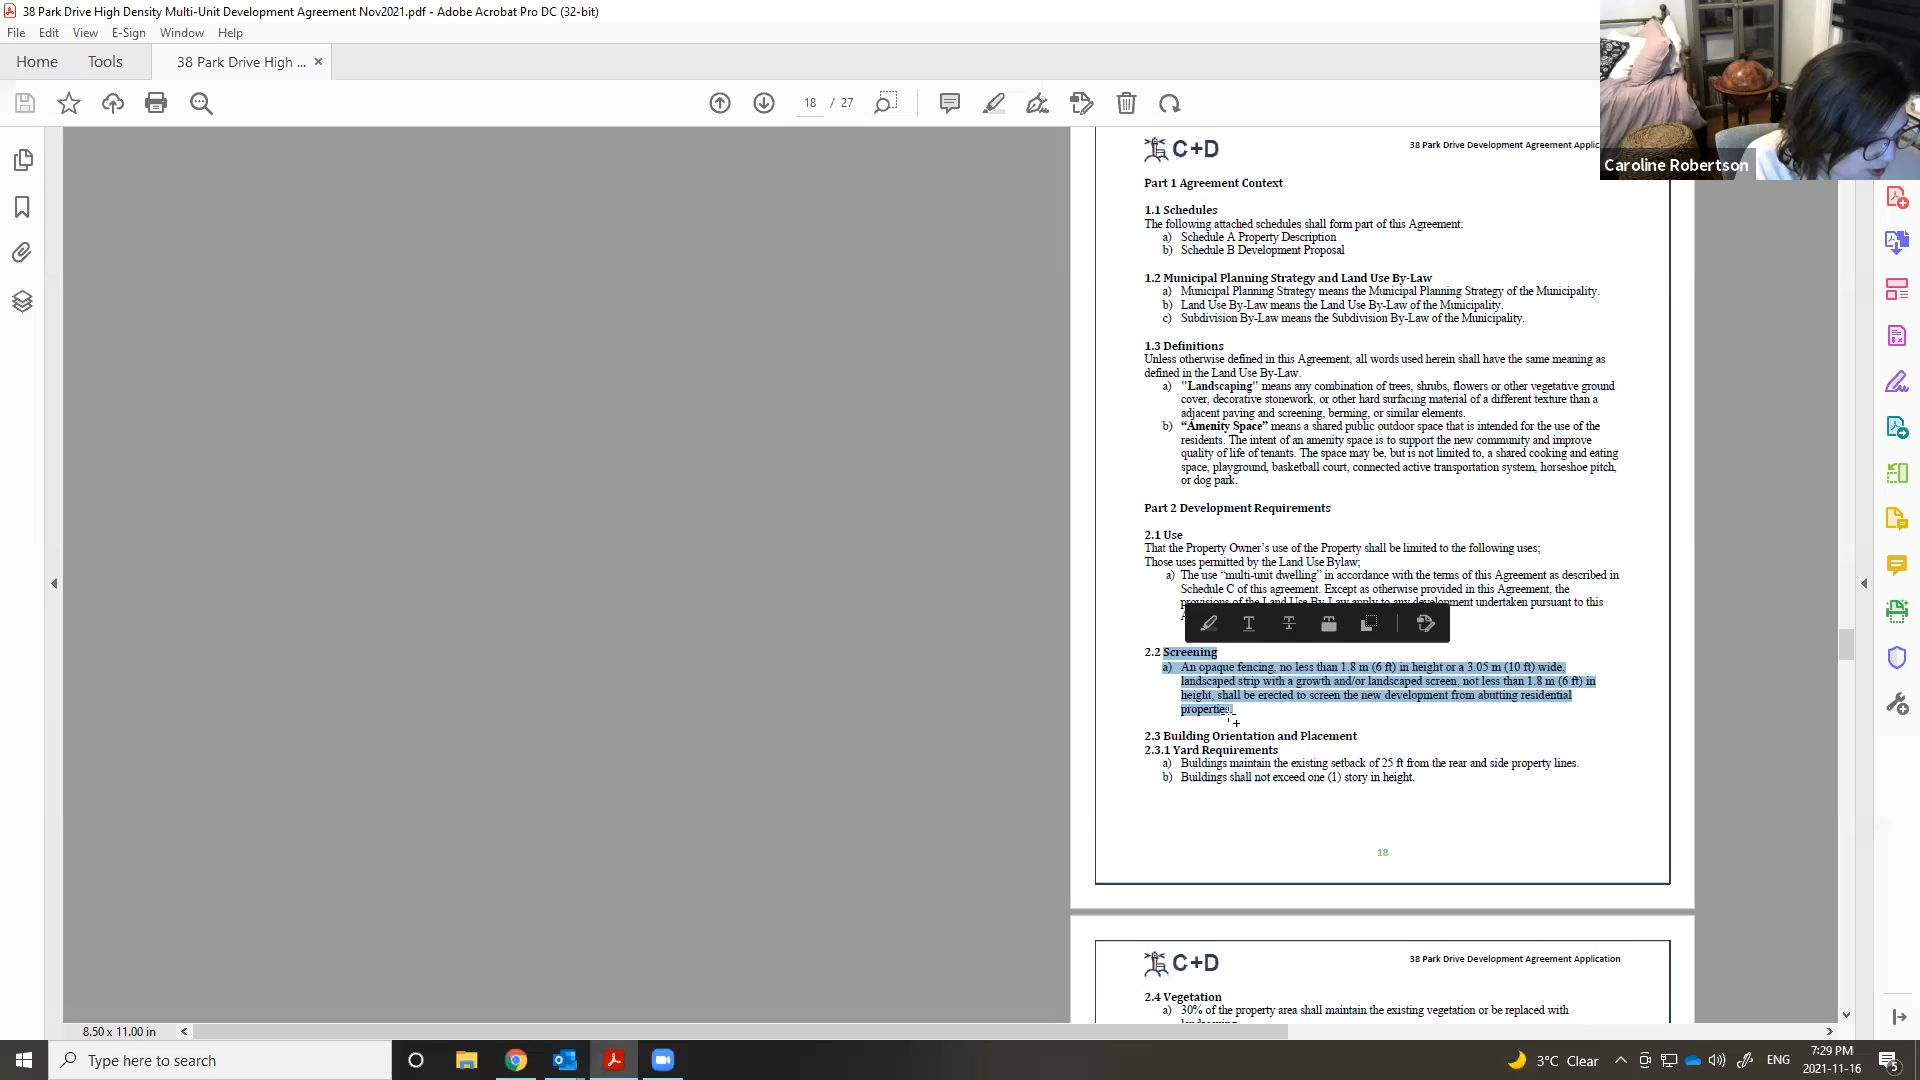 38 Park Drive High Density Multi-Unit Development Agreement Nov2021.pdf - Adobe Acrobat Pro DC (32-bit)
File Edit View E-Sign Window Help
Home Tools 38 Park Drive High ... ×
18 / 27
Caroline Robertson
C+D
38 Park Drive Development Agreement Applic
Part 1 Agreement Context
1.1 Schedules
The following attached schedules shall form part of this Agreement:
a) Schedule A Property Description
b) Schedule B Development Proposal
1.2 Municipal Planning Strategy and Land Use By-Law
a) Municipal Planning Strategy means the Municipal Planning Strategy of the Municipality.
b) Land Use By-Law means the Land Use By-Law of the Municipality.
c) Subdivision By-Law means the Subdivision By-Law of the Municipality.
1.3 Definitions
Unless otherwise defined in this Agreement, all words used herein shall have the same meaning as
defined in the Land Use By-Law.
a) "Landscaping" means any combination of trees, shrubs, flowers or other vegetative ground
cover, decorative stonework, or other hard surfacing material of a different texture than a
adjacent paving and screening, berming, or similar elements.
b) “Amenity Space” means a shared public outdoor space that is intended for the use of the
residents. The intent of an amenity space is to support the new community and improve
quality of life of tenants. The space may be, but is not limited to, a shared cooking and eating
space, playground, basketball court, connected active transportation system, horseshoe pitch,
or dog park.
Part 2 Development Requirements
2.1 Use
That the Property Owner’s use of the Property shall be limited to the following uses;
Those uses permitted by the Land Use Bylaw;
a) The use “multi-unit dwelling” in accordance with the terms of this Agreement as described in
Schedule C of this agreement. Except as otherwise provided in this Agreement, the
provisions of the Land Use By-Law apply to any development undertaken pursuant to this
2.2 Screening
a) An opaque fencing, no less than 1.8 m (6 ft) in height or a 3.05 m (10 ft) wide,
landscaped strip with a growth and/or landscaped screen, not less than 1.8 m (6 ft) in
height, shall be erected to screen the new development from abutting residential
properties.
2.3 Building Orientation and Placement
2.3.1 Yard Requirements
a) Buildings maintain the existing setback of 25 ft from the rear and side property lines.
b) Buildings shall not exceed one (1) story in height.
18
C+D
38 Park Drive Development Agreement Application
2.4 Vegetation
a) 30% of the property area shall maintain the existing vegetation or be replaced with
8.50 x 11.00 in
Type here to search
3°C Clear
ENG
7:29 PM
2021-11-16
5